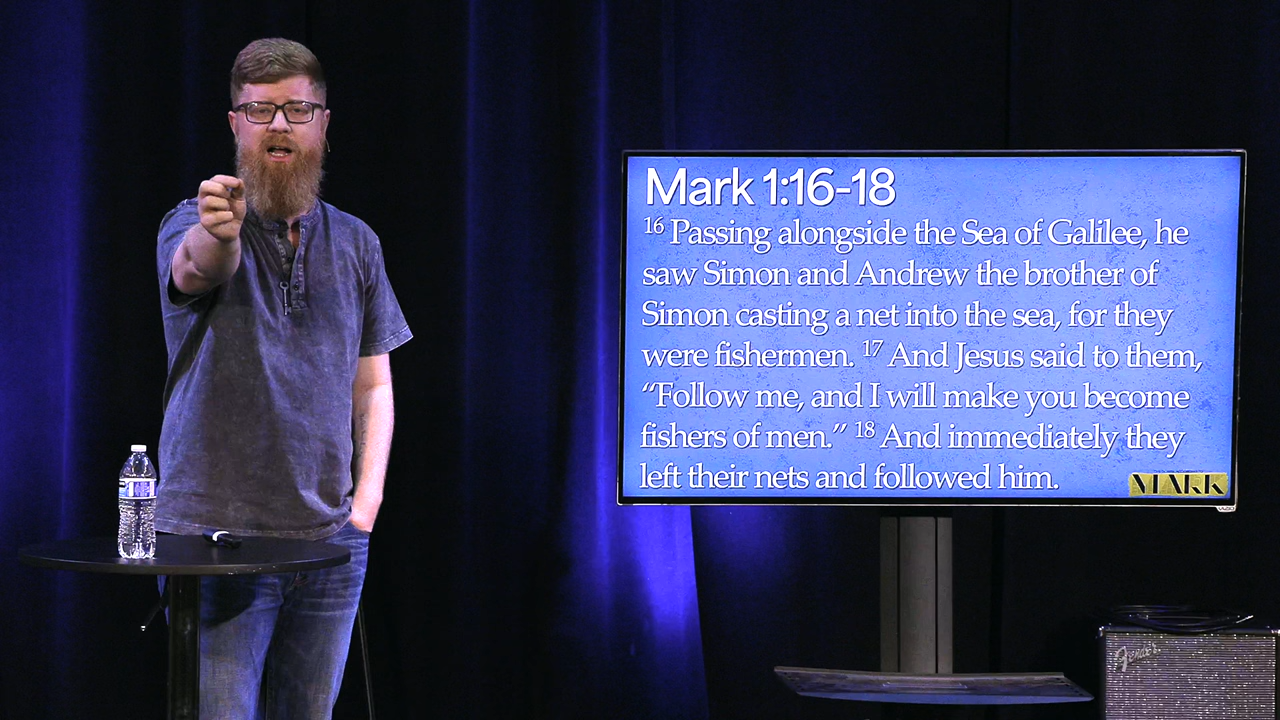 Mark 1:16-18
16 Passing alongside the Sea of Galilee, he
saw Simon and Andrew the brother of
Simon casting a net into the sea, for they
were fishermen. 17 And Jesus said to them,
“Follow me, and I will make you become
fishers of men.” 18 And immediately they
left their nets and followed him.
MARK
Fender